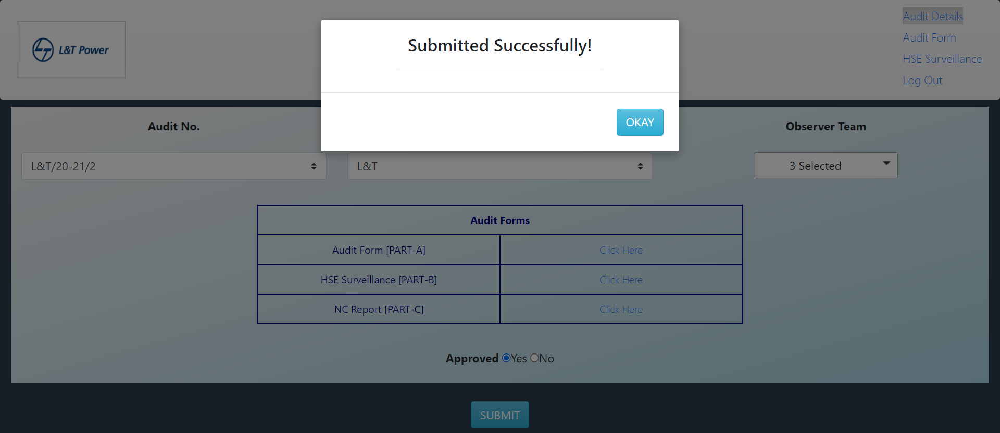 L&T Power
Audit Details
Audit Form
HSE Surveillance
Log Out
Submitted Successfully!
OKAY
Audit No.
Observer Team
L&T/20-21/2
L&T
3 Selected
Audit Forms
Audit Form [PART-A] Click Here
HSE Surveillance [PART-B] Click Here
NC Report [PART-C] Click Here
Approved Yes No
SUBMIT